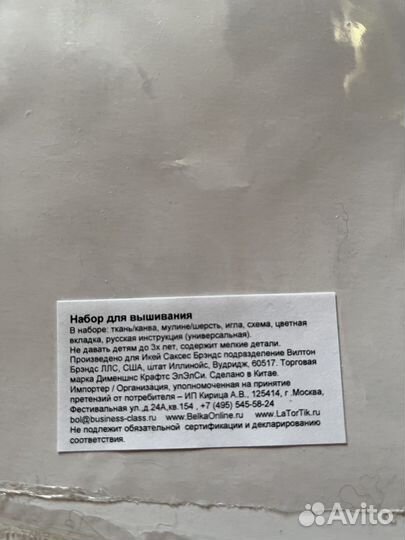 Набор для вышивания
В наборе: ткань/канва, мулине/шерсть, игла, схема, цветная
вкладка, русская инструкция (универсальная).
Не давать детям до 3х лет, содержит мелкие детали.
Произведено для Икей Саксес Брэндс подразделение Вилтон
Брэндс ЛЛС, США, штат Иллинойс, Вудридж, 60517. Торговая
марка Дименшнс Крафтс ЭлЭлСи. Сделано в Китае.
Импортер / Организация, уполномоченная на принятие
претензий от потребителя – ИП Кирица А.В., 125414, г .Москва,
Фестивальная ул.,д.24А,кв.154 , +7 (495) 545-58-24
bol@business-class.ru www.BelkaOnline.ru www.LaTorTik.ru
Не подлежит обязательной сертификации и декларированию
соответствия.
Avito